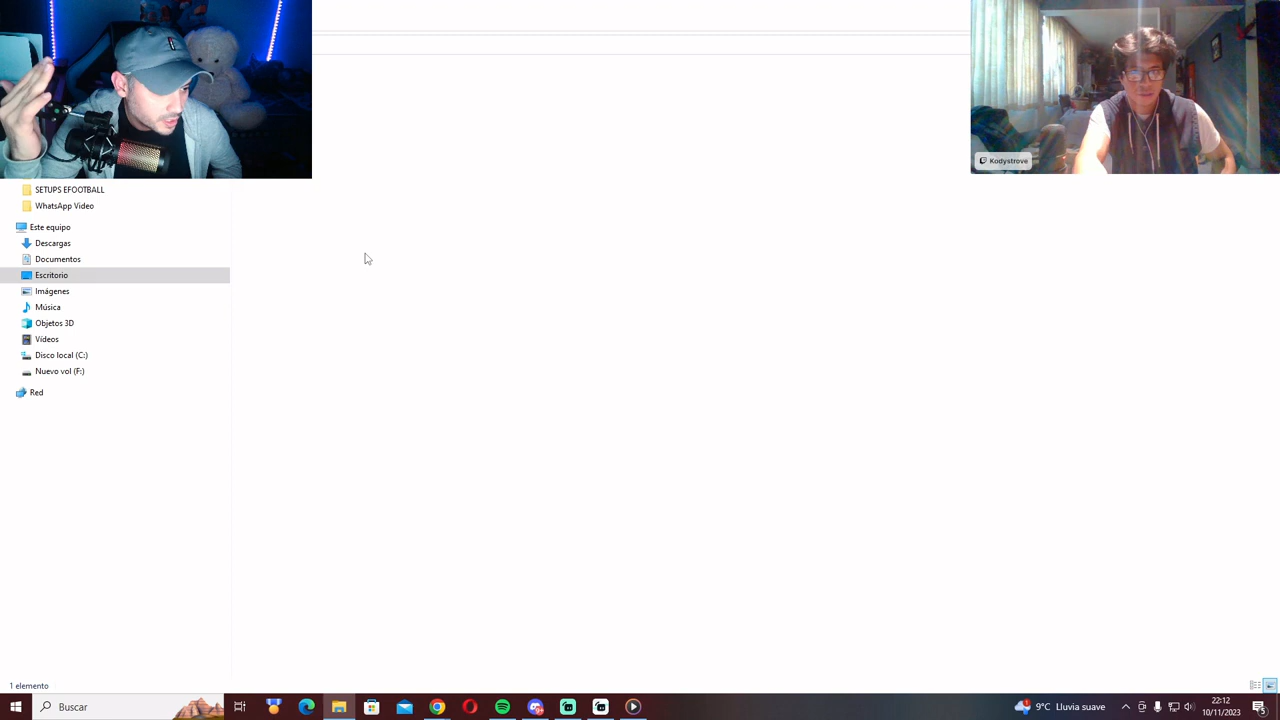 Kodystrove
SETUPS EFOOTBALL
WhatsApp Video
Este equipo
Descargas
Documentos
Escritorio
Imágenes
Música
Objetos 3D
Vídeos
Disco local (C:)
Nuevo vol (F:)
Red
1 elemento
Buscar
9°C Lluvia suave
22:12
10/11/2023